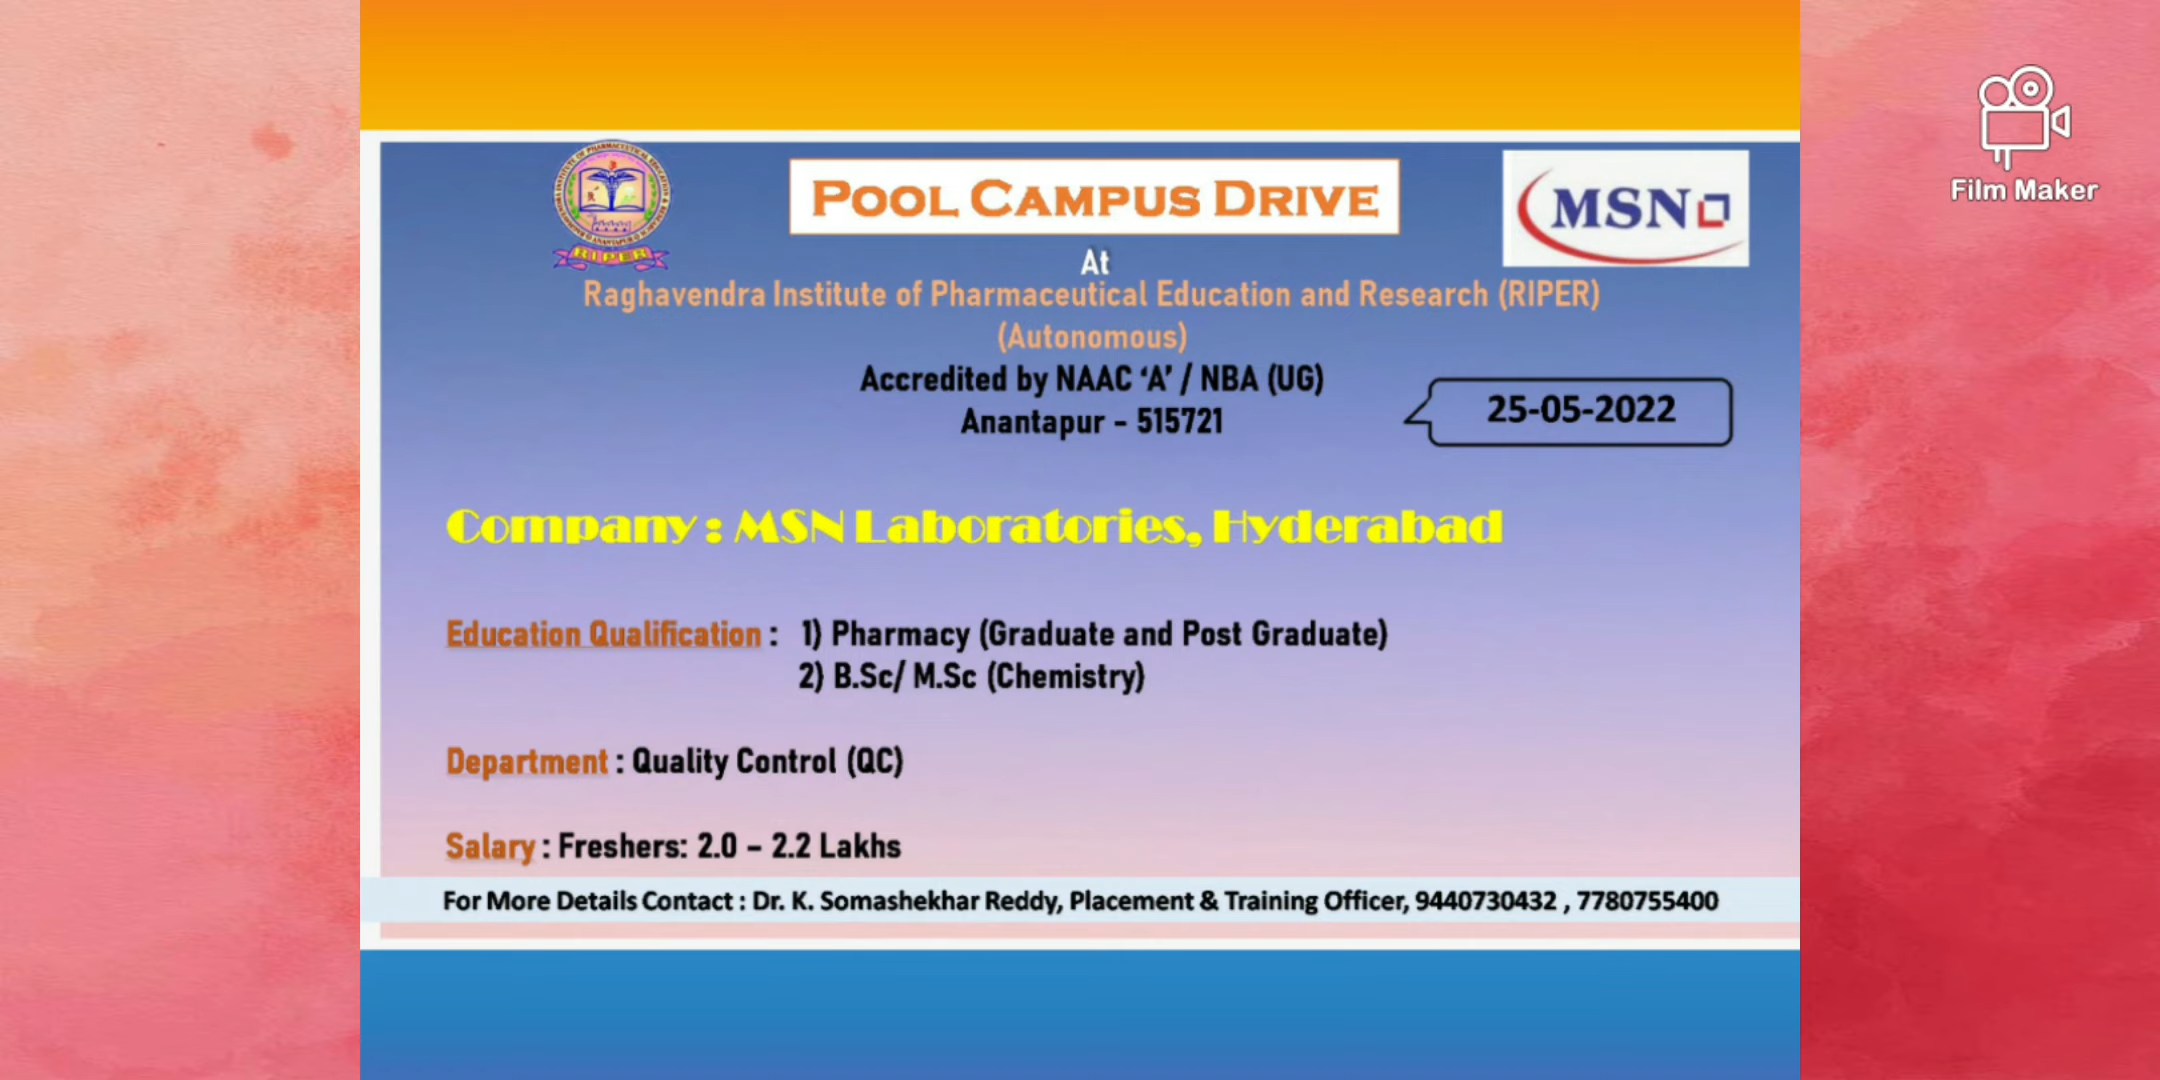 POOL CAMPUS DRIVE
MSN
Film Maker
RIPER
At
Raghavendra Institute of Pharmaceutical Education and Research (RIPER)
(Autonomous)
Accredited by NAAC ‘A’ / NBA (UG)
Anantapur - 515721
25-05-2022
Company : MSN Laboratories, Hyderabad
Education Qualification : 1) Pharmacy (Graduate and Post Graduate)
2) B.Sc/ M.Sc (Chemistry)
Department : Quality Control (QC)
Salary : Freshers: 2.0 – 2.2 Lakhs
For More Details Contact : Dr. K. Somashekhar Reddy, Placement & Training Officer, 9440730432 , 7780755400